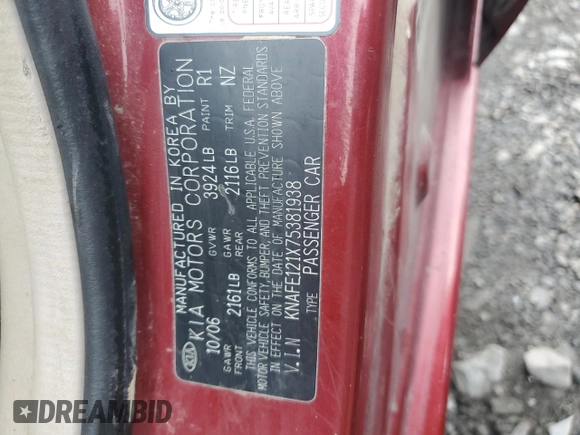 MANUFACTURED IN KOREA BY
KIA KIA MOTORS CORPORATION
10/06 GVWR 3924LB PAINT R1
GAWR FRONT 2161LB GAWR REAR 2116LB TRIM NZ
THIS VEHICLE CONFORMS TO ALL APPLICABLE U.S.A. FEDERAL
MOTOR VEHICLE SAFETY, BUMPER, AND THEFT PREVENTION STANDARDS
IN EFFECT ON THE DATE OF MANUFACTURE SHOWN ABOVE
V.I.N KNAFE121X75381938
TYPE PASSENGER CAR
DREAMBID